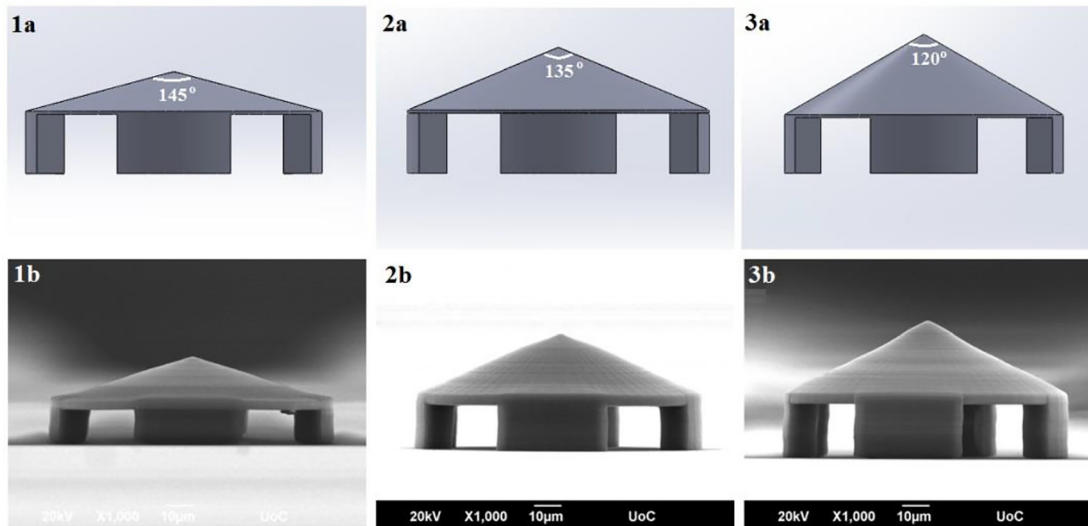 1a
145°
2a
135°
3a
120°
1b
20kV X1,000 10μm UoC
2b
20kV X1,000 10μm UoC
3b
20kV X1,000 10μm UoC